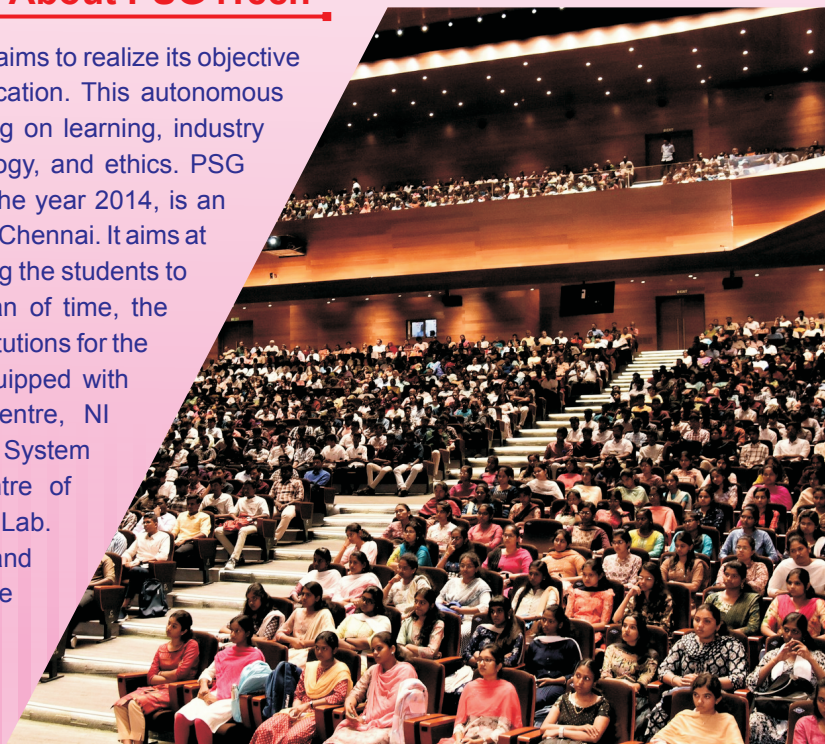 About PSG iTech
aims to realize its objective
cation. This autonomous
g on learning, industry
ogy, and ethics. PSG
he year 2014, is an
Chennai. It aims at
g the students to
an of time, the
tutions for the
uipped with
entre, NI
System
tre of
Lab.
and
e